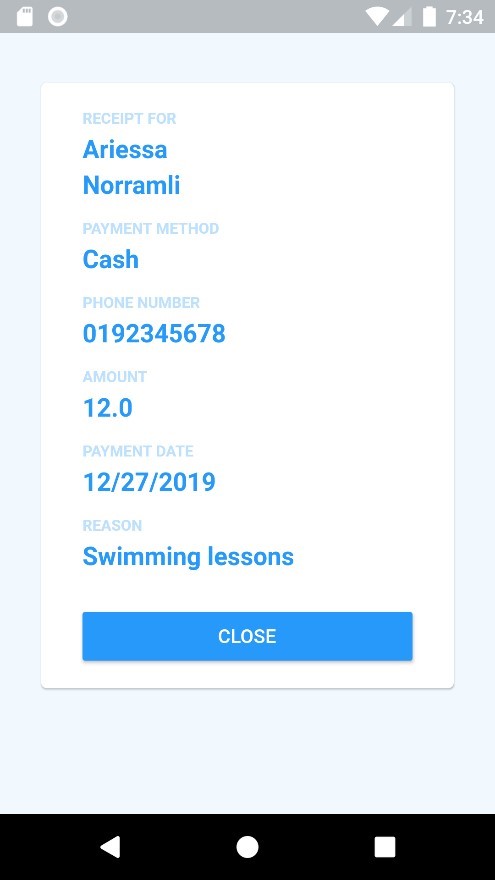 7:34
RECEIPT FOR
Ariessa
Norramli
PAYMENT METHOD
Cash
PHONE NUMBER
0192345678
AMOUNT
12.0
PAYMENT DATE
12/27/2019
REASON
Swimming lessons
CLOSE